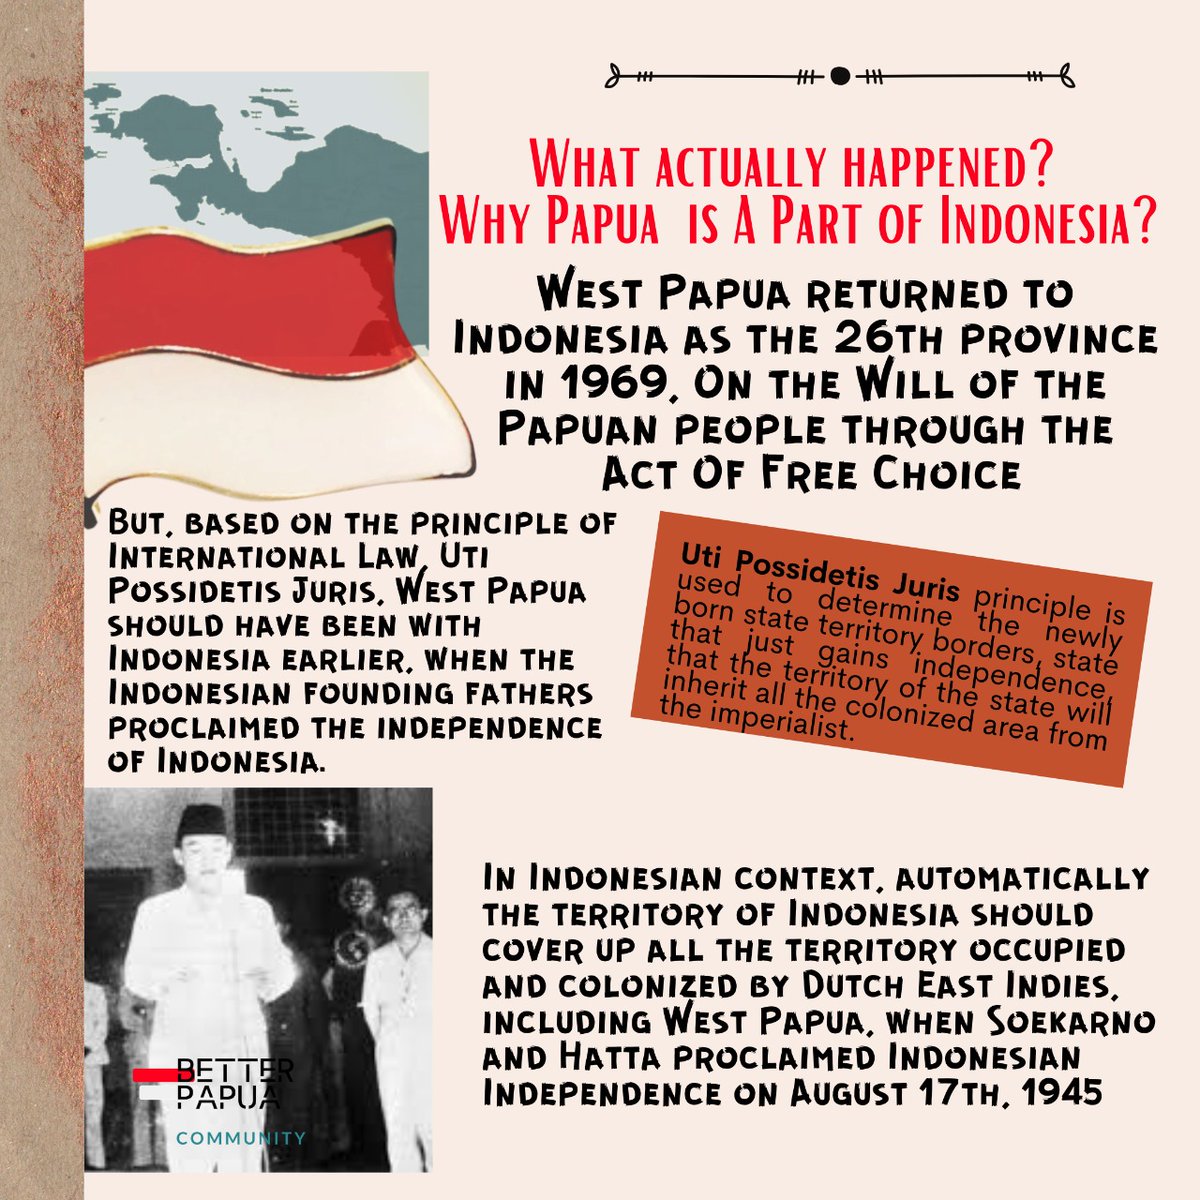 What actually happened?
Why Papua is A Part of Indonesia?
West Papua returned to
Indonesia as the 26th province
in 1969, On the Will of the
Papuan people through the
Act Of Free Choice
But, based on the principle of
International Law, Uti
Possidetis Juris, West Papua
should have been with
Indonesia earlier, when the
Indonesian founding fathers
proclaimed the independence
of Indonesia.
Uti Possidetis Juris principle is
used to determine the newly
born state territory borders, state
that just gains independence,
that the territory of the state will
inherit all the colonized area from
the imperialist.
In Indonesian context, automatically
the territory of Indonesia should
cover up all the territory occupied
and colonized by Dutch East Indies,
including West Papua, when Soekarno
and Hatta proclaimed Indonesian
Independence on August 17th, 1945
BETTER
PAPUA
COMMUNITY